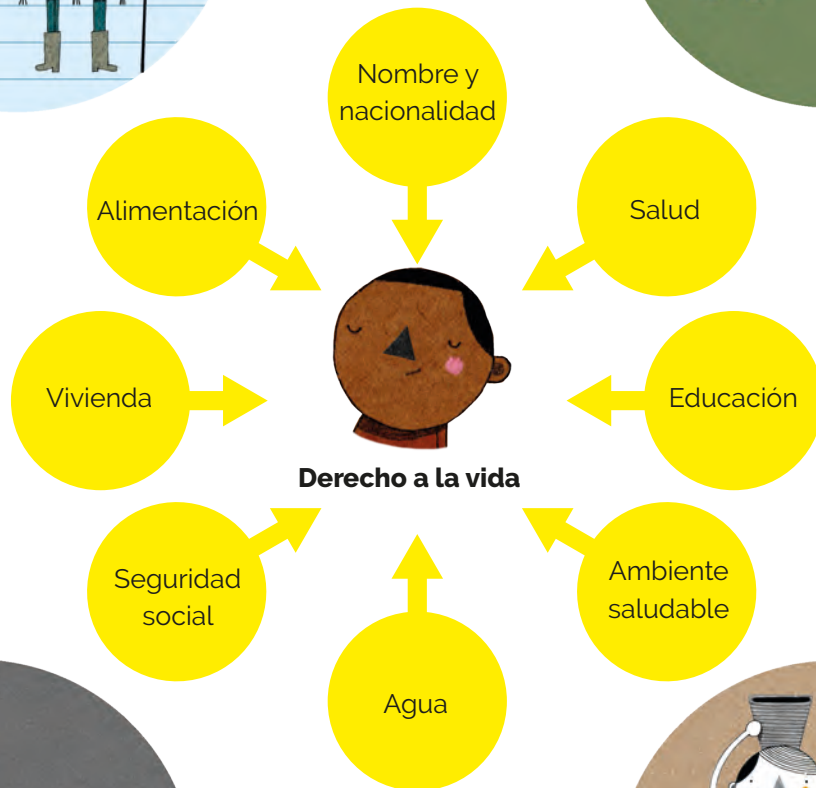 Nombre y
nacionalidad
Alimentación
Salud
Vivienda
Educación
Derecho a la vida
Seguridad
social
Ambiente
saludable
Agua